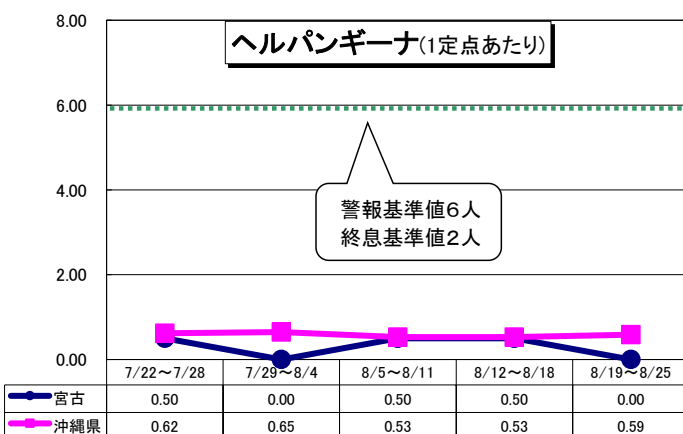 ヘルパンギーナ(1定点あたり)
8.00
6.00
4.00
2.00
0.00
警報基準値6人
終息基準値2人
7/22～7/28 7/29～8/4 8/5～8/11 8/12～8/18 8/19～8/25
宮古 0.50 0.00 0.50 0.50 0.00
沖縄県 0.62 0.65 0.53 0.53 0.59